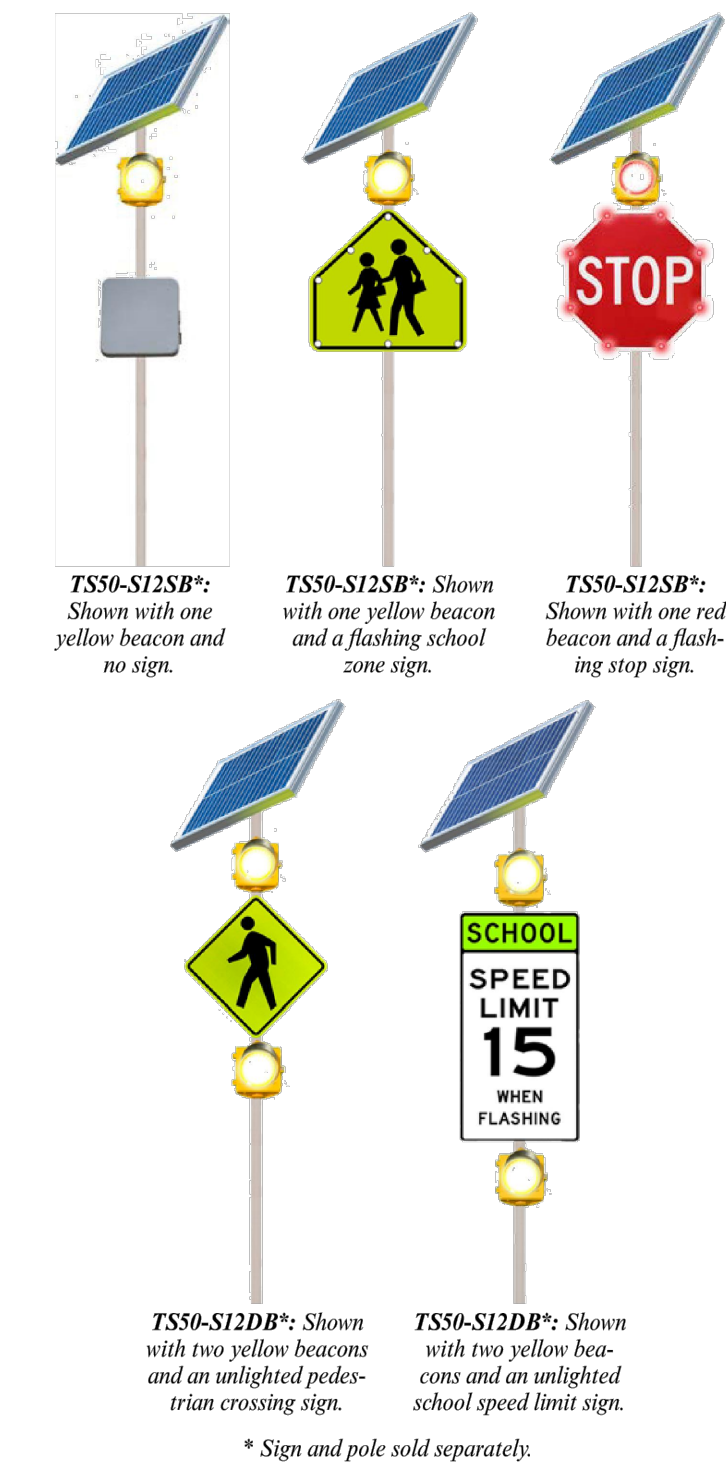 STOP
TS50-S12SB*:
Shown with one
yellow beacon and
no sign.
TS50-S12SB*: Shown
with one yellow beacon
and a flashing school
zone sign.
TS50-S12SB*:
Shown with one red
beacon and a flash-
ing stop sign.
SCHOOL
SPEED
LIMIT
15
WHEN
FLASHING
TS50-S12DB*: Shown
with two yellow beacons
and an unlighted pedes-
trian crossing sign.
TS50-S12DB*: Shown
with two yellow bea-
cons and an unlighted
school speed limit sign.
* Sign and pole sold separately.